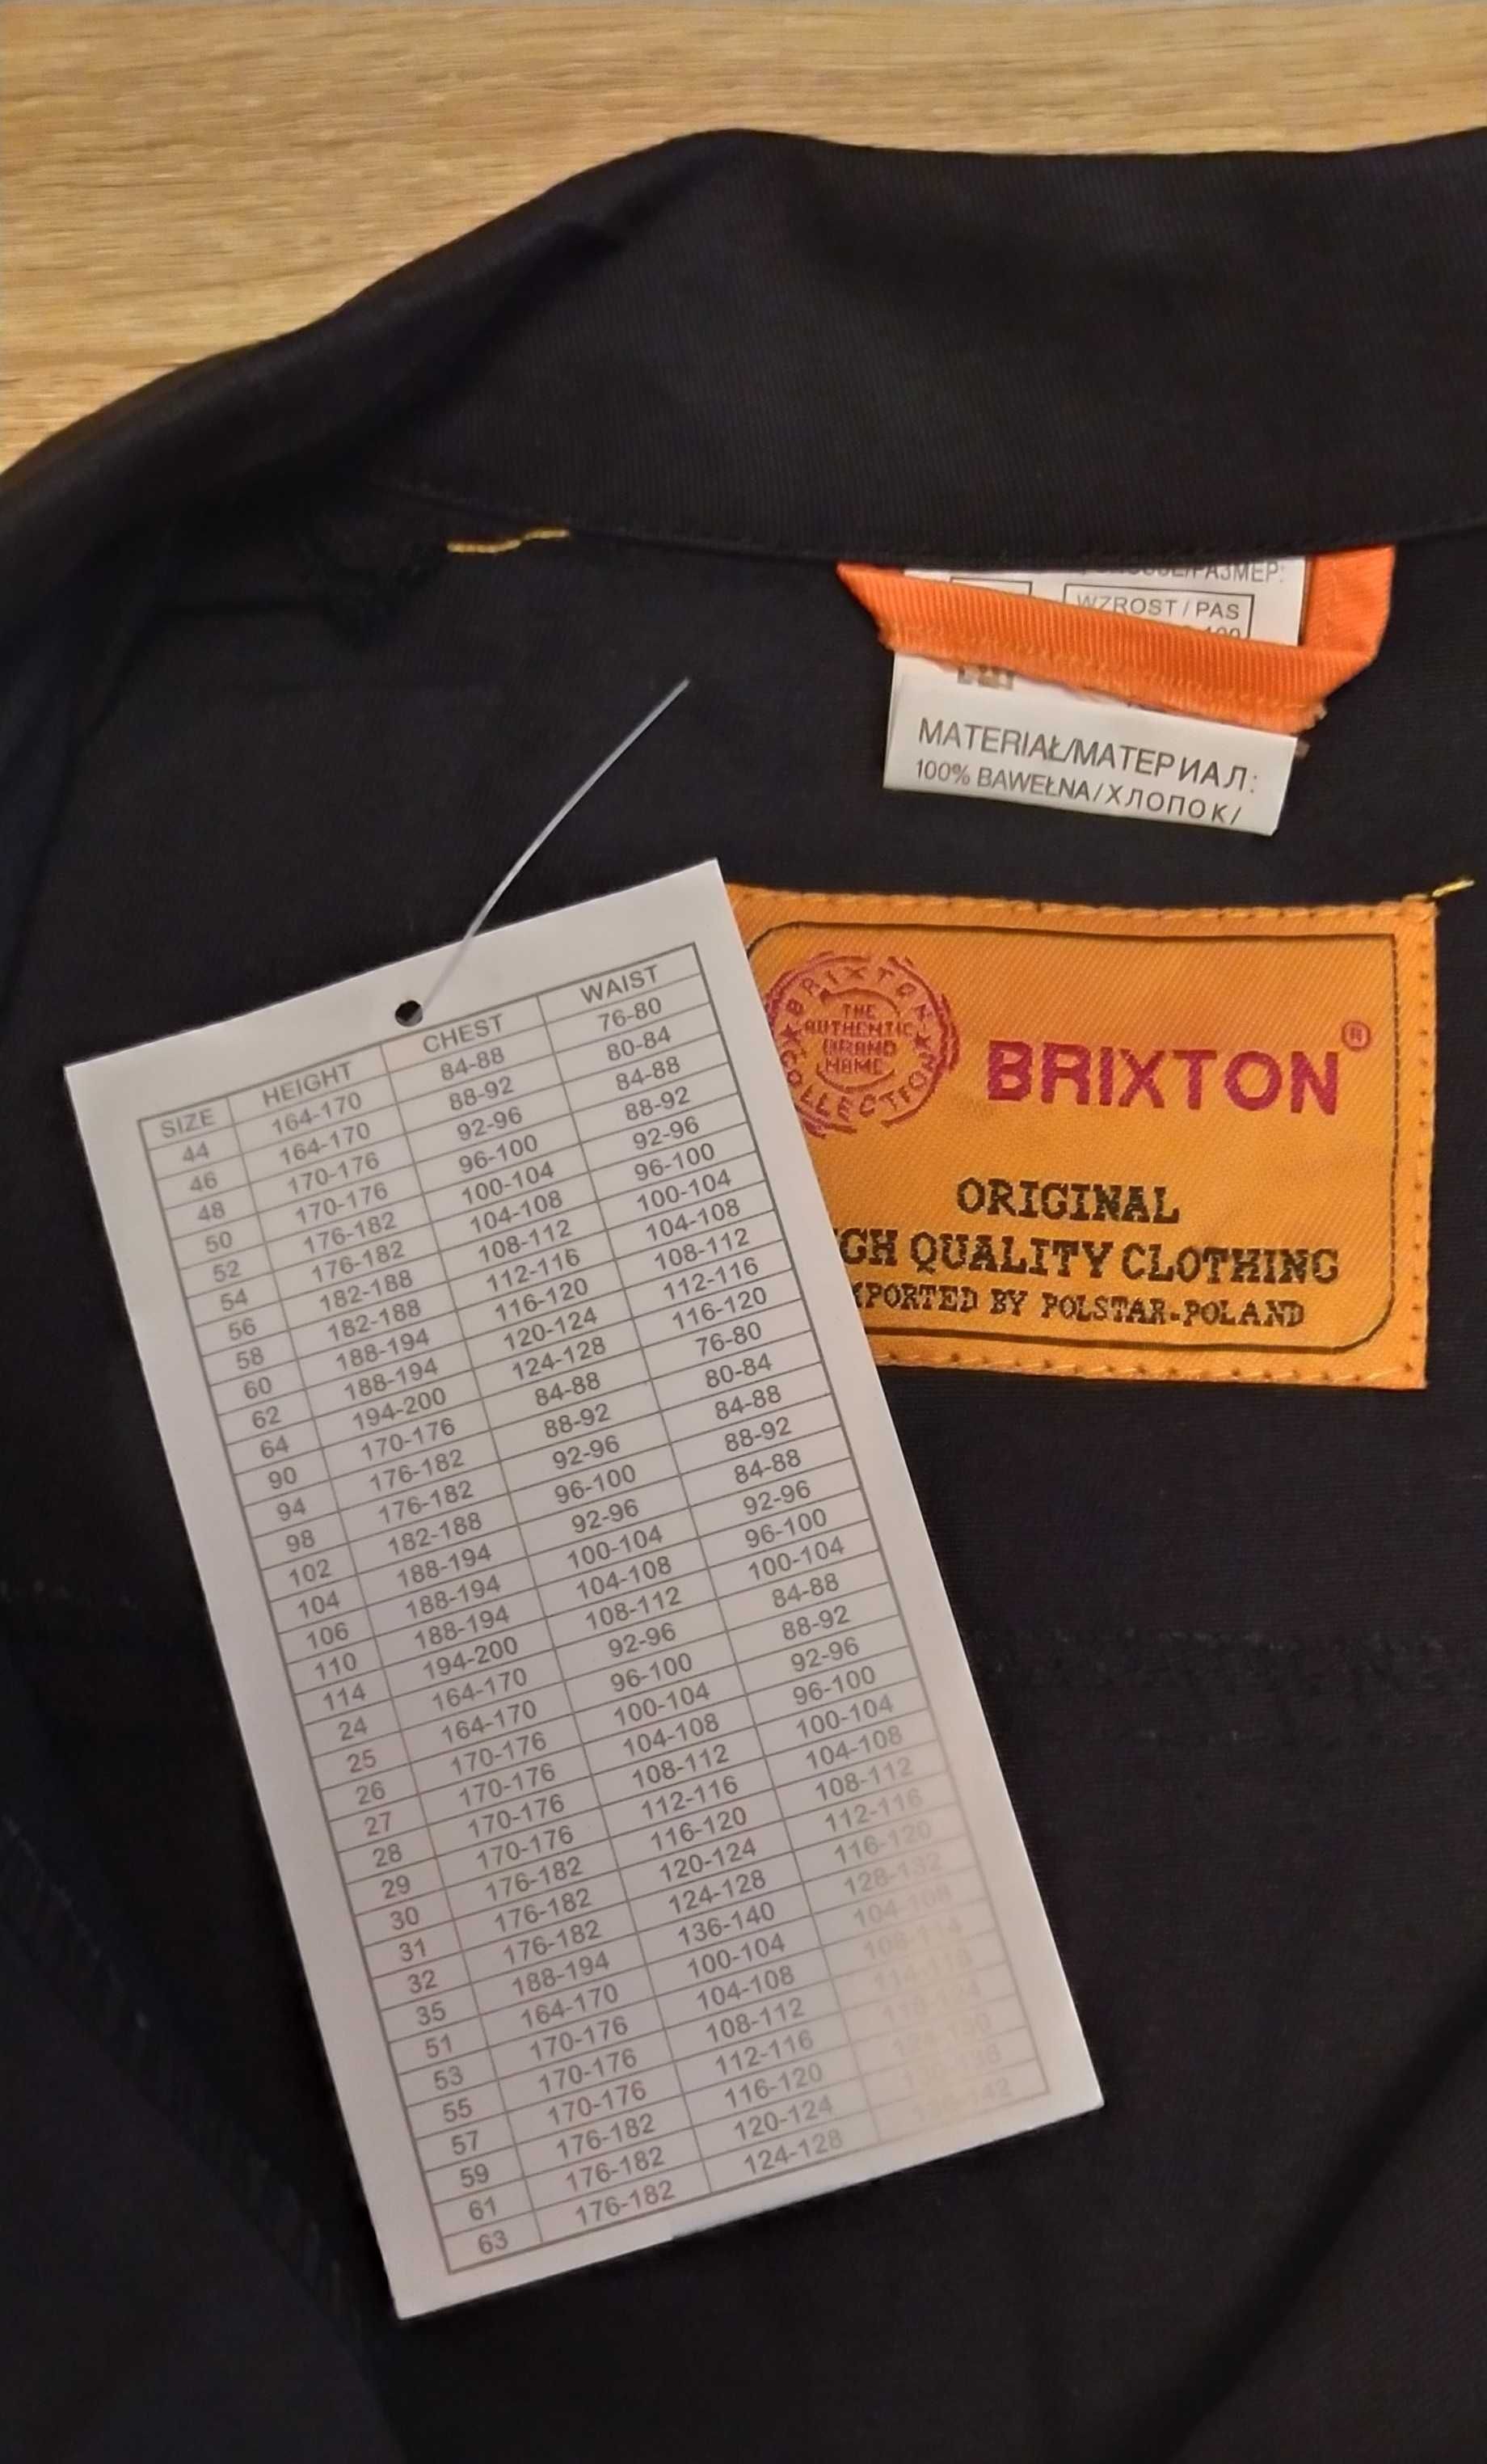 WZROST / PAS
MATERIAŁ/МАТЕРИАЛ:
100% BAWEŁNA/ХЛОПОК/
BRIXTON COLLECTION
THE
AUTHENTIC
BRAND
NAME
BRIXTON®
ORIGINAL
GH QUALITY CLOTHING
PORTED BY POLSTAR-POLAND
SIZE HEIGHT CHEST WAIST
44 164-170 84-88 76-80
46 164-170 88-92 80-84
48 170-176 92-96 84-88
50 170-176 96-100 88-92
52 176-182 100-104 92-96
54 176-182 104-108 96-100
56 182-188 108-112 100-104
58 182-188 112-116 104-108
60 188-194 116-120 108-112
62 188-194 120-124 112-116
64 194-200 124-128 116-120
90 170-176 84-88 76-80
94 176-182 88-92 80-84
98 176-182 92-96 84-88
102 182-188 96-100 88-92
104 188-194 92-96 84-88
106 188-194 100-104 92-96
110 188-194 104-108 96-100
114 194-200 108-112 100-104
24 164-170 92-96 84-88
25 164-170 96-100 88-92
26 170-176 100-104 92-96
27 170-176 104-108 96-100
28 170-176 108-112 100-104
29 170-176 112-116 104-108
30 176-182 116-120 108-112
31 176-182 120-124 112-116
32 176-182 124-128 116-120
35 188-194 136-140 128-132
51 164-170 100-104 104-108
53 170-176 104-108
55 170-176 108-112
57 170-176 112-116
59 176-182 116-120
61 176-182 120-124
63 176-182 124-128